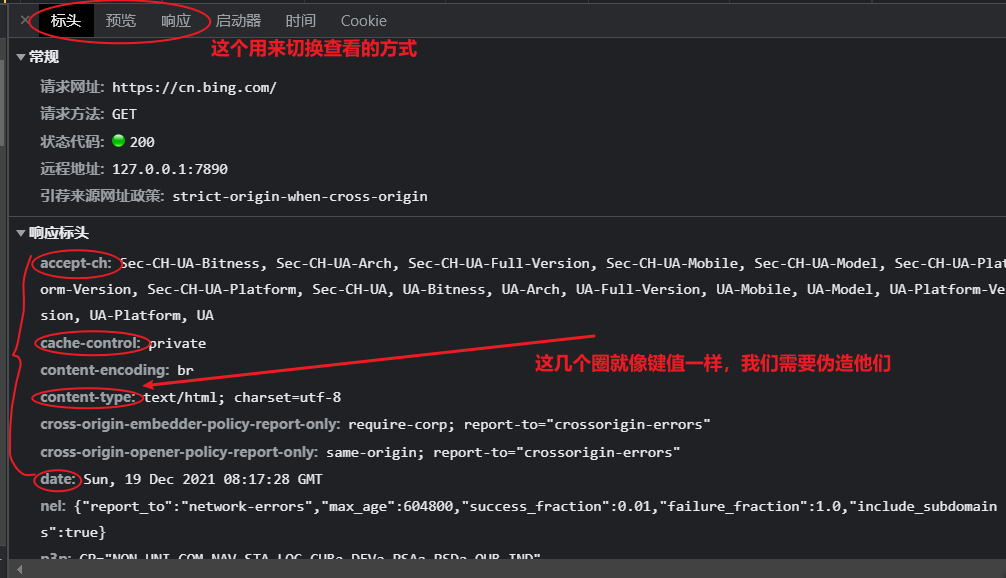 × 标头 预览 响应 启动器 时间 Cookie
这个用来切换查看的方式
常规
请求网址: https://cn.bing.com/
请求方法: GET
状态代码: 200
远程地址: 127.0.0.1:7890
引荐来源网址政策: strict-origin-when-cross-origin
响应标头
accept-ch: Sec-CH-UA-Bitness, Sec-CH-UA-Arch, Sec-CH-UA-Full-Version, Sec-CH-UA-Mobile, Sec-CH-UA-Model, Sec-CH-UA-Plat
orm-Version, Sec-CH-UA-Platform, Sec-CH-UA, UA-Bitness, UA-Arch, UA-Full-Version, UA-Mobile, UA-Model, UA-Platform-Ve
sion, UA-Platform, UA
cache-control: private
这几个圈就像键值一样，我们需要伪造他们
content-encoding: br
content-type: text/html; charset=utf-8
cross-origin-embedder-policy-report-only: require-corp; report-to="crossorigin-errors"
cross-origin-opener-policy-report-only: same-origin; report-to="crossorigin-errors"
date: Sun, 19 Dec 2021 08:17:28 GMT
nel: {"report_to":"network-errors","max_age":604800,"success_fraction":0.01,"failure_fraction":1.0,"include_subdomain
s":true}
p3p: CP="NON UNI COM NAV STA LOC CURa DEVa PSAa PSDa OUR IND"